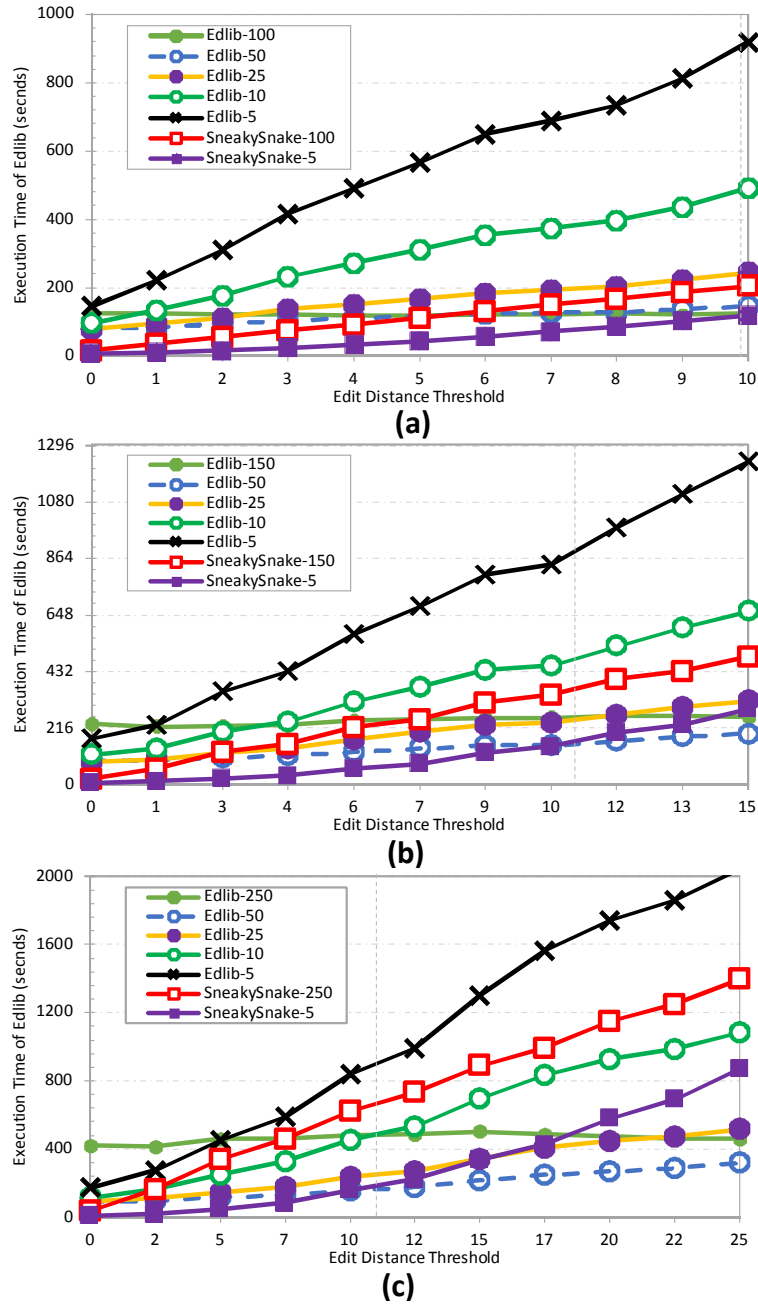 1000
800
600
400
200
0
Execution Time of Edlib (secnds)
Edlib-100
Edlib-50
Edlib-25
Edlib-10
Edlib-5
SneakySnake-100
SneakySnake-5
0 1 2 3 4 5 6 7 8 9 10
Edit Distance Threshold
(a)
1296
1080
864
648
432
216
0
Execution Time of Edlib (secnds)
Edlib-150
Edlib-50
Edlib-25
Edlib-10
Edlib-5
SneakySnake-150
SneakySnake-5
0 1 3 4 6 7 9 10 12 13 15
Edit Distance Threshold
(b)
2000
1600
1200
800
400
0
Execution Time of Edlib (secnds)
Edlib-250
Edlib-50
Edlib-25
Edlib-10
Edlib-5
SneakySnake-250
SneakySnake-5
0 2 5 7 10 12 15 17 20 22 25
Edit Distance Threshold
(c)